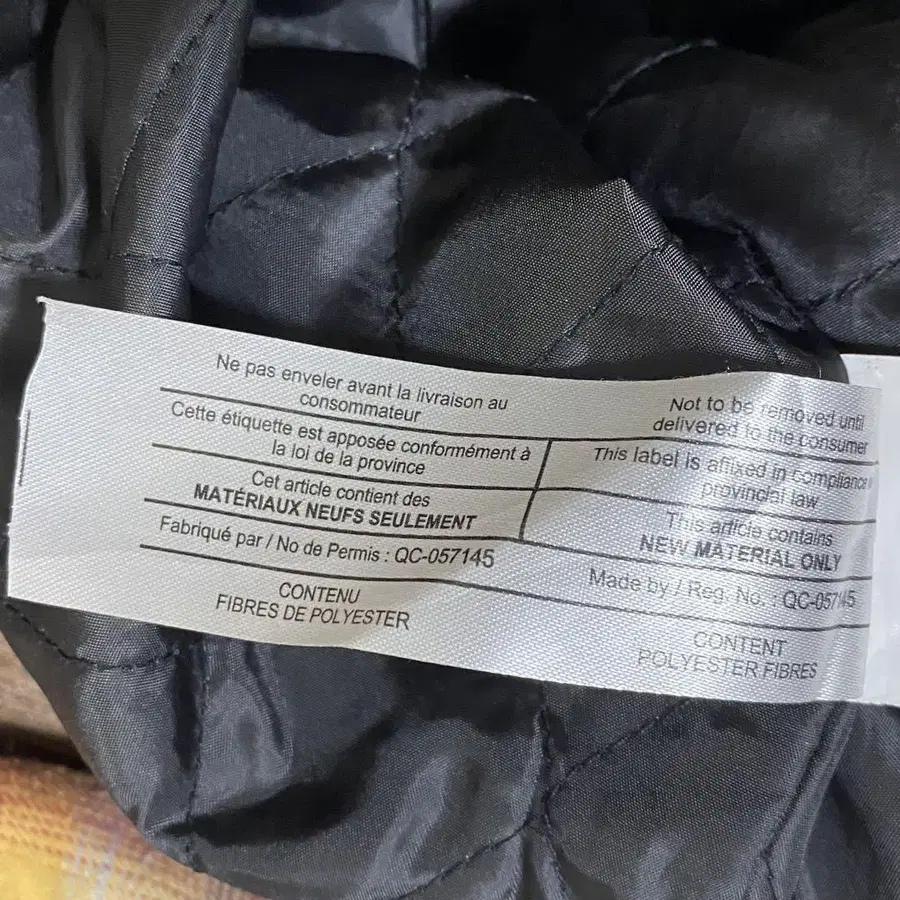 Ne pas enveler avant la livraison au
consommateur
Cette étiquette est apposée conformément à
la loi de la province
Cet article contient des
MATÉRIAUX NEUFS SEULEMENT
Fabriqué par / No de Permis : QC-057145
CONTENU
FIBRES DE POLYESTER
Not to be removed until
delivered to the consumer
This label is affixed in compliance
provincial law
This article contains
NEW MATERIAL ONLY
Made by / Reg. No. : QC-057145
CONTENT
POLYESTER FIBRES